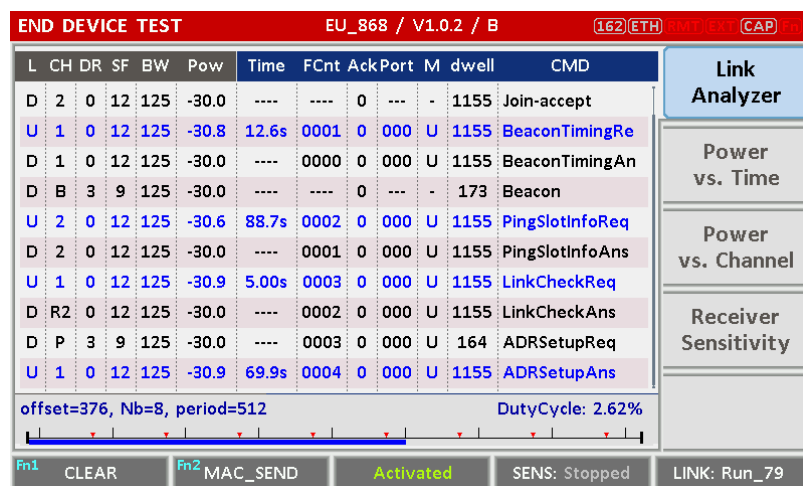 END DEVICE TEST EU_868 / V1.0.2 / B 162 ETH RMT EXT CAP Fn
L CH DR SF BW Pow Time FCnt Ack Port M dwell CMD
D 2 0 12 125 -30.0 ---- ---- 0 --- - 1155 Join-accept
U 1 0 12 125 -30.8 12.6s 0001 0 000 U 1155 BeaconTimingRe
D 1 0 12 125 -30.0 ---- 0000 0 000 U 1155 BeaconTimingAn
D B 3 9 125 -30.0 ---- ---- 0 --- - 173 Beacon
U 2 0 12 125 -30.6 88.7s 0002 0 000 U 1155 PingSlotInfoReq
D 2 0 12 125 -30.0 ---- 0001 0 000 U 1155 PingSlotInfoAns
U 1 0 12 125 -30.9 5.00s 0003 0 000 U 1155 LinkCheckReq
D R2 0 12 125 -30.0 ---- 0002 0 000 U 1155 LinkCheckAns
D P 3 9 125 -30.0 ---- 0003 0 000 U 164 ADRSetupReq
U 1 0 12 125 -30.9 69.9s 0004 0 000 U 1155 ADRSetupAns
offset=376, Nb=8, period=512 DutyCycle: 2.62%
Link
Analyzer
Power
vs. Time
Power
vs. Channel
Receiver
Sensitivity
Fn1 CLEAR Fn2 MAC_SEND Activated SENS: Stopped LINK: Run_79